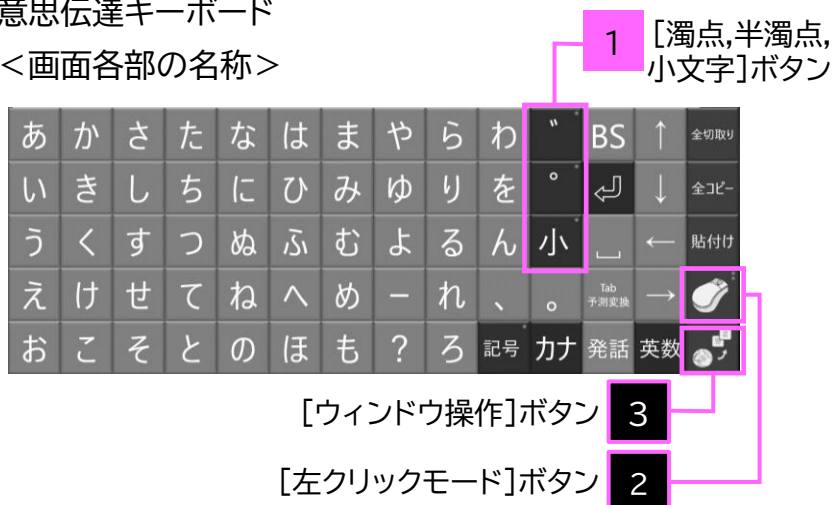 意思伝達キーボード
<画面各部の名称>
1
[濁点,半濁点,
小文字]ボタン
あ か さ た な は ま や ら わ ゛ BS ↑ 全切取り
い き し ち に ひ み ゆ り を ゜ ⏎ ↓ 全コピー
う く す つ ぬ ふ む よ る ん 小 ␣ ← 貼付け
え け せ て ね へ め ー れ 、 。 Tab 予測変換 →
お こ そ と の ほ も ? ろ 記号 カナ 発話 英数
[ウィンドウ操作]ボタン 3
[左クリックモード]ボタン 2